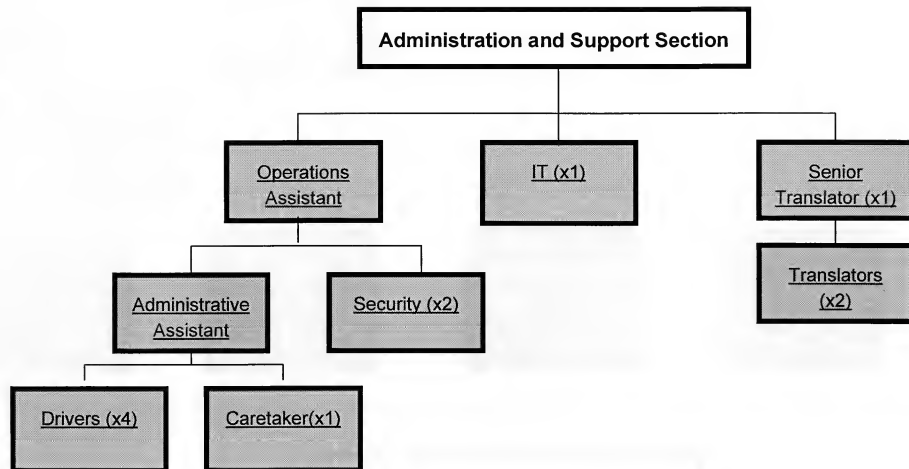 Administration and Support Section
Operations
Assistant
IT (x1)
Senior
Translator (x1)
Translators
(x2)
Administrative
Assistant
Security (x2)
Drivers (x4)
Caretaker(x1)